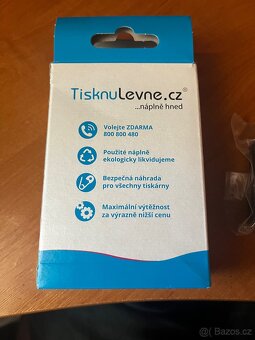 TisknuLevne.cz®
...náplně hned
Volejte ZDARMA
800 800 480
Použité náplně
ekologicky likvidujeme
Bezpečná náhrada
pro všechny tiskárny
Maximální výtěžnost
za výrazně nižší cenu
Sbazos.cz